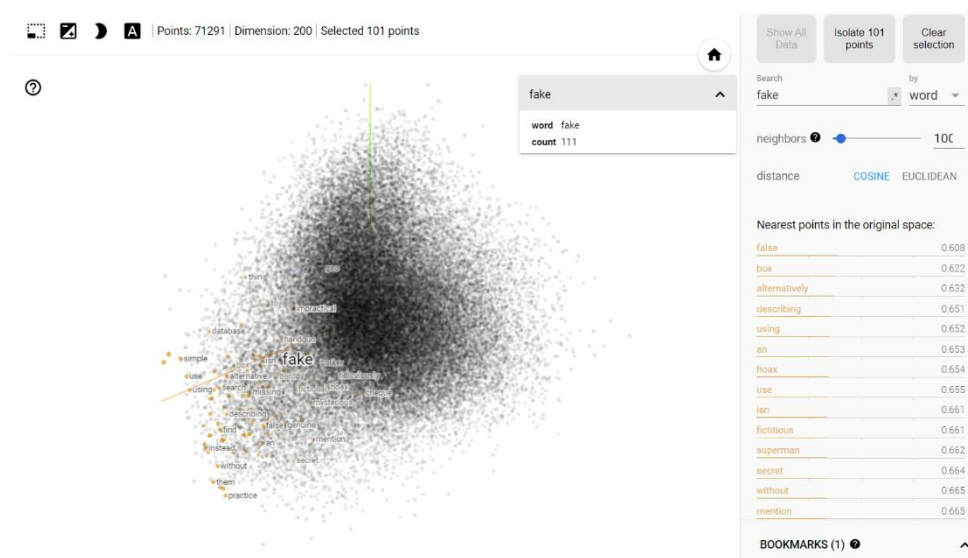 A
Points: 71291 | Dimension: 200 | Selected 101 points
fake
word fake
count 111
geo
thin
impractical
handgun
database
simple
isn
fake
use
alternative
using
search
missing
hoax
mysterious
describing
false
genuine
find
mention
instead
an
secret
without
them
practice
Show All Data
Isolate 101 points
Clear selection
Search
fake
.*
by
word
neighbors
100
distance
COSINE
EUCLIDEAN
Nearest points in the original space:
false 0.608
box 0.622
alternatively 0.632
describing 0.651
using 0.652
an 0.653
hoax 0.654
use 0.655
isn 0.661
fictitious 0.661
superman 0.662
secret 0.664
without 0.665
mention 0.665
BOOKMARKS (1)